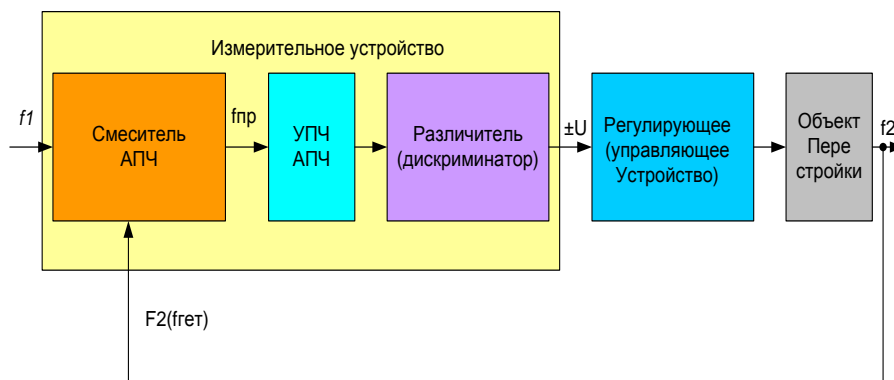 Измерительное устройство
f1
Смеситель
АПЧ
fпр
УПЧ
АПЧ
Различитель
(дискриминатор)
±U
Регулирующее
(управляющее
Устройство)
Объект
Пере
стройки
f2
F2(fгет)